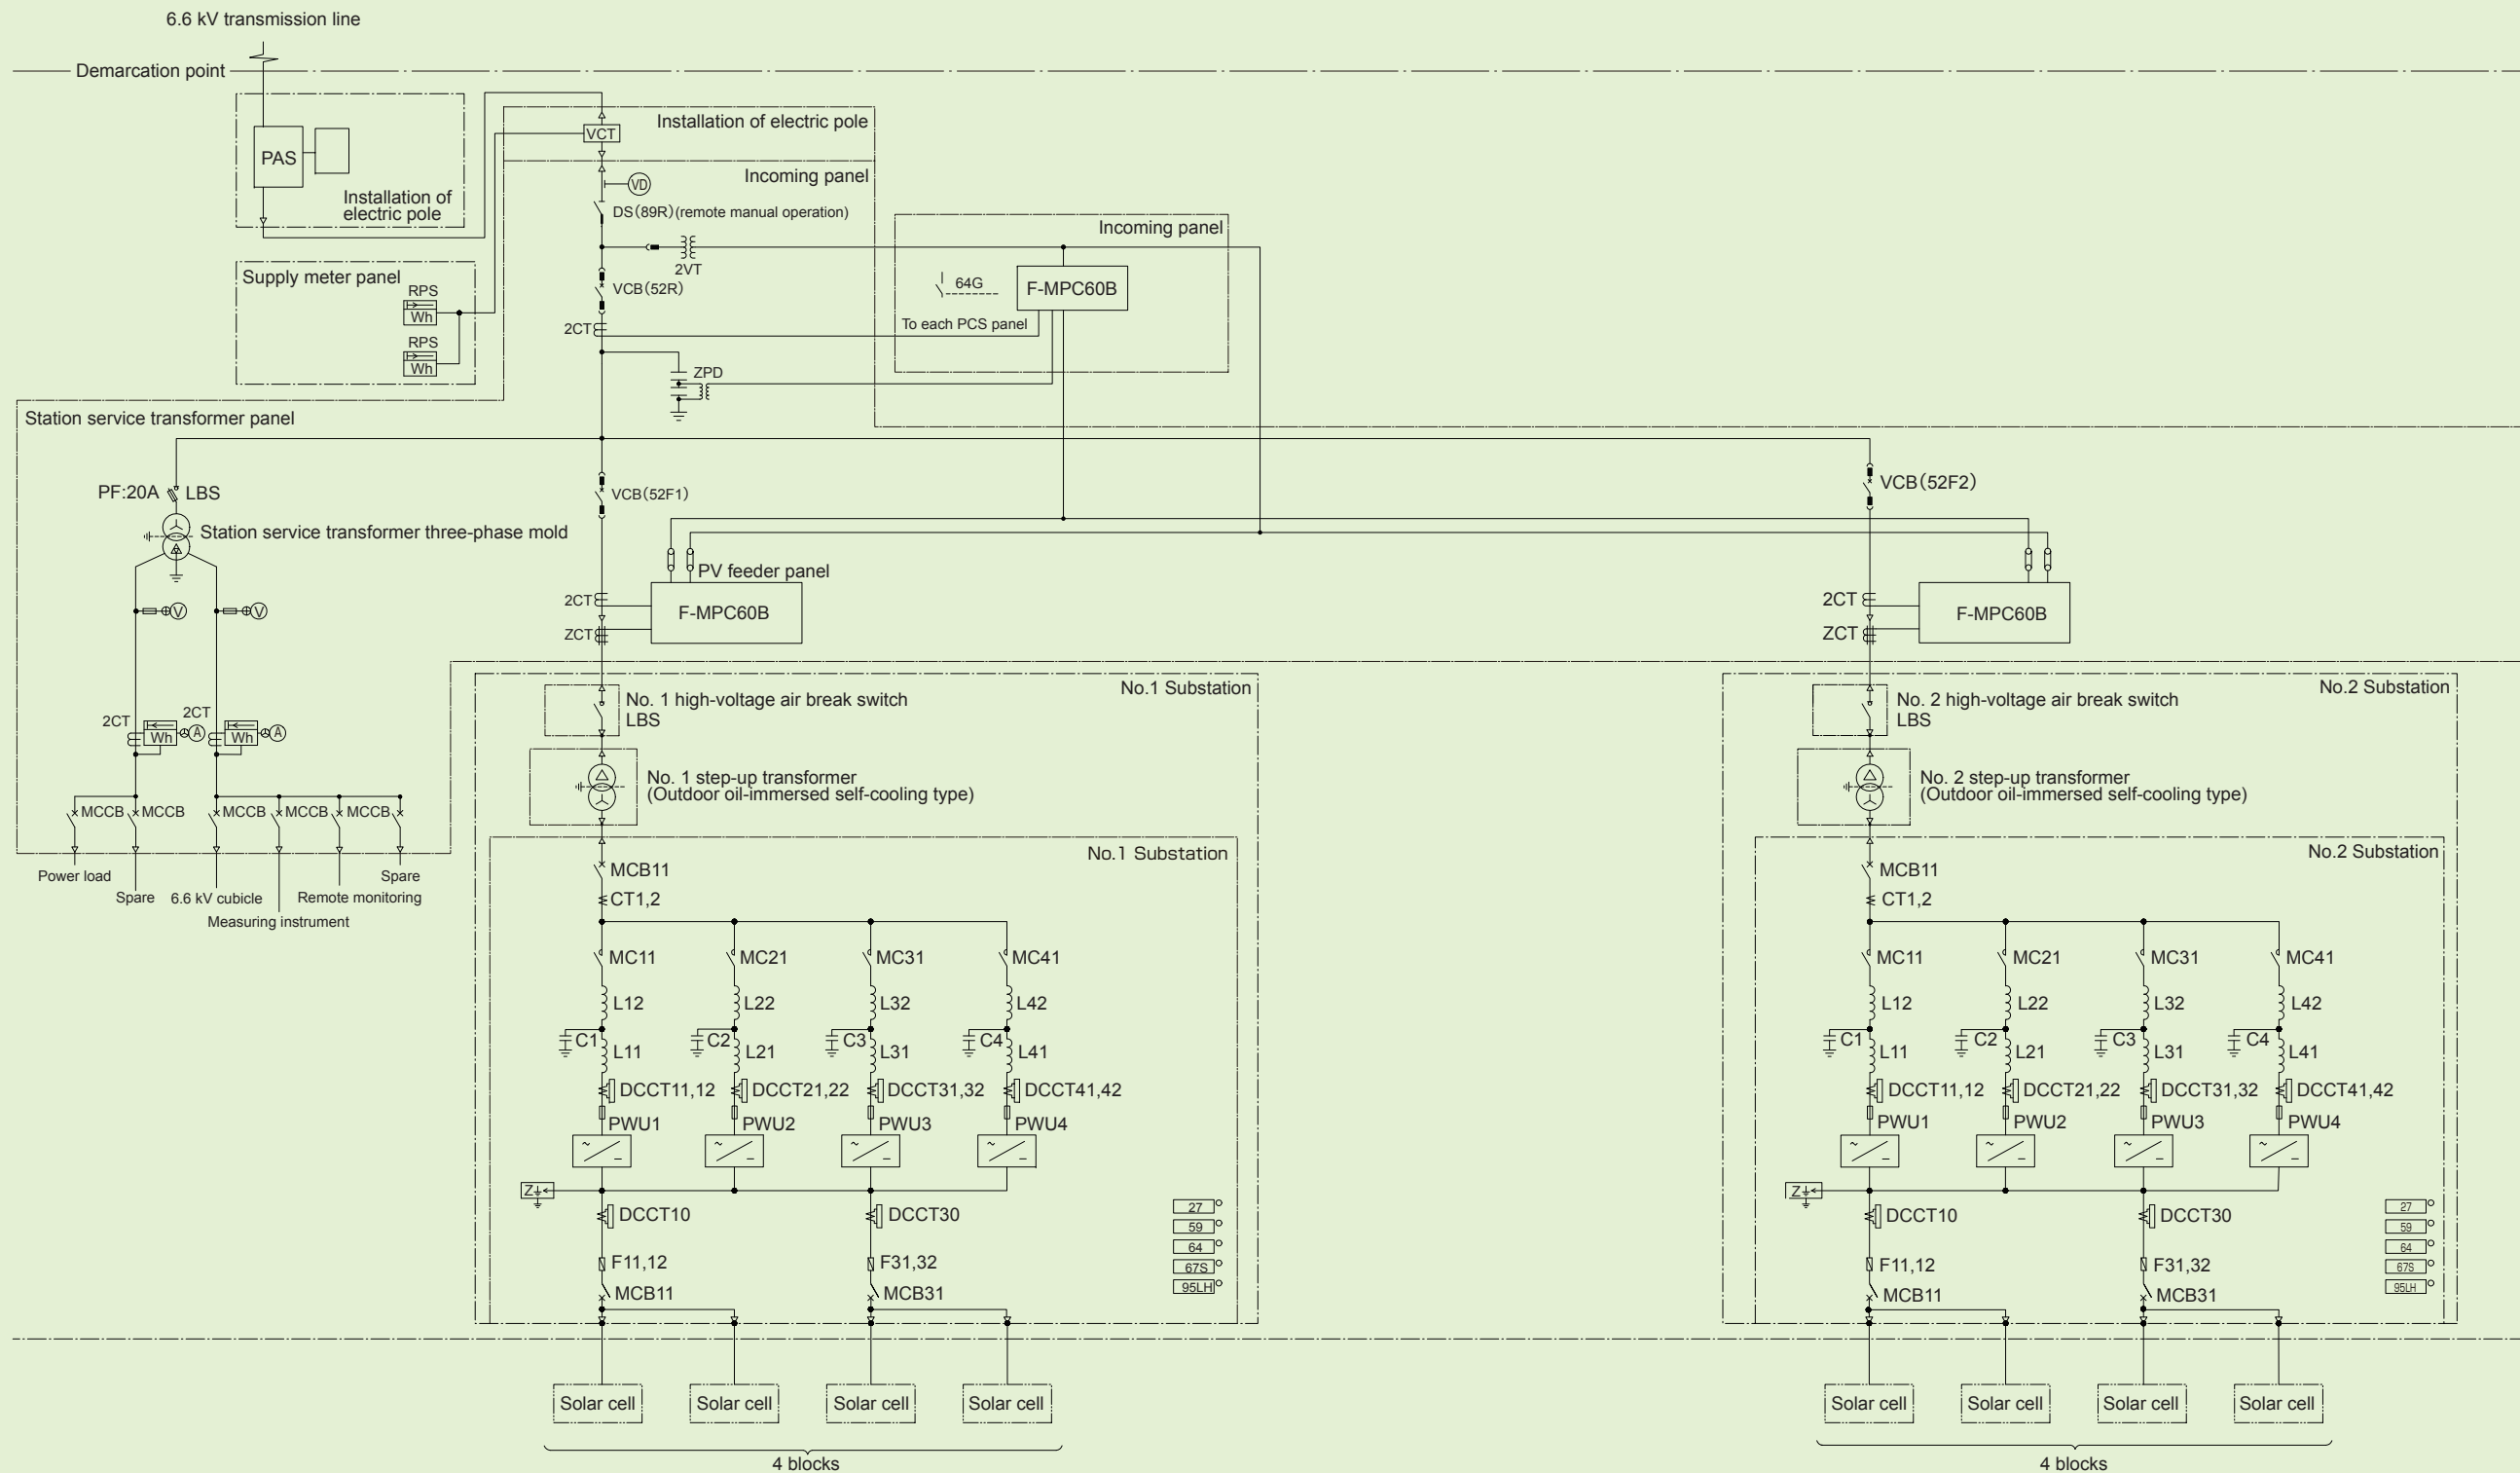 6.6 kV transmission line
Demarcation point
PAS
Installation of
electric pole
VCT
Installation of electric pole
Incoming panel
VD
DS(89R)(remote manual operation)
2VT
VCB(52R)
2CT
ZPD
Incoming panel
64G
F-MPC60B
To each PCS panel
Supply meter panel
RPS
Wh
RPS
Wh
Station service transformer panel
PF:20A
LBS
Station service transformer three-phase mold
V
V
2CT
Wh
A
2CT
Wh
A
MCCB
MCCB
MCCB
MCCB
MCCB
Power load
Spare
6.6 kV cubicle
Measuring instrument
Remote monitoring
Spare
VCB(52F1)
PV feeder panel
2CT
F-MPC60B
ZCT
VCB(52F2)
2CT
F-MPC60B
ZCT
No.1 Substation
No. 1 high-voltage air break switch
LBS
No. 1 step-up transformer
(Outdoor oil-immersed self-cooling type)
No.1 Substation
MCB11
CT1,2
MC11
MC21
MC31
MC41
L12
L22
L32
L42
C1
C2
C3
C4
L11
L21
L31
L41
DCCT11,12
DCCT21,22
DCCT31,32
DCCT41,42
PWU1
PWU2
PWU3
PWU4
Z
DCCT10
DCCT30
F11,12
F31,32
MCB11
MCB31
27
59
64
67S
95LH
Solar cell
Solar cell
Solar cell
Solar cell
4 blocks
No.2 Substation
No. 2 high-voltage air break switch
LBS
No. 2 step-up transformer
(Outdoor oil-immersed self-cooling type)
No.2 Substation
MCB11
CT1,2
MC11
MC21
MC31
MC41
L12
L22
L32
L42
C1
C2
C3
C4
L11
L21
L31
L41
DCCT11,12
DCCT21,22
DCCT31,32
DCCT41,42
PWU1
PWU2
PWU3
PWU4
Z
DCCT10
DCCT30
F11,12
F31,32
MCB11
MCB31
27
59
64
67S
95LH
Solar cell
Solar cell
Solar cell
Solar cell
4 blocks